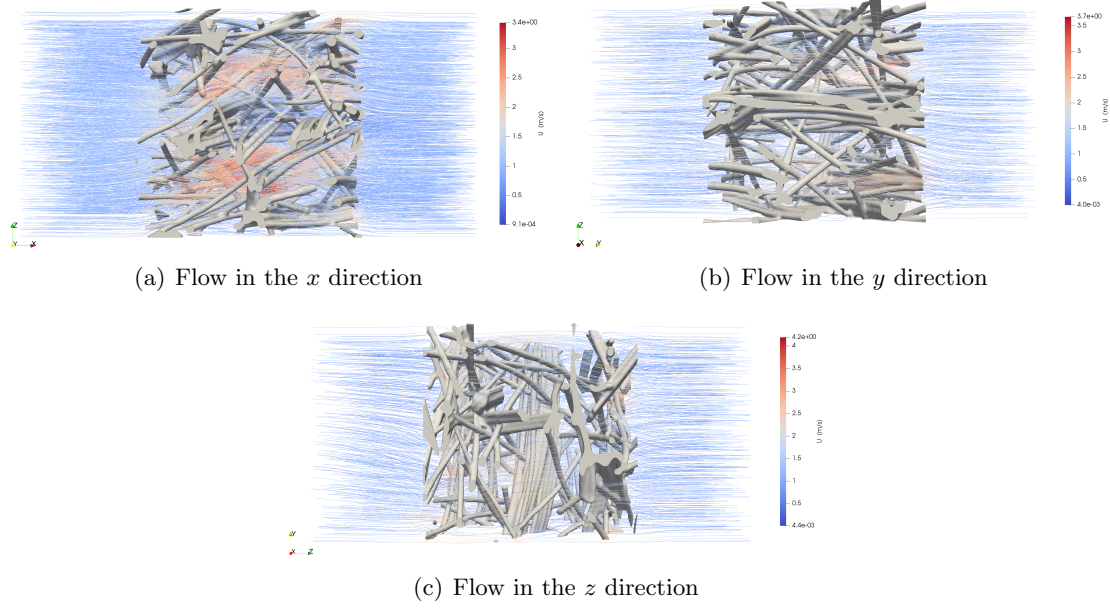 3.4e+00
3
2.5
2
1.5
1
0.5
9.1e-04
U (m/s)
Z
Y
X
(a) Flow in the x direction
3.7e+00
3.5
3
2.5
2
1.5
1
0.5
4.0e-03
U (m/s)
Z
X
Y
(b) Flow in the y direction
4.2e+00
4
3.5
3
2.5
2
1.5
1
0.5
4.4e-03
U (m/s)
Y
X
Z
(c) Flow in the z direction